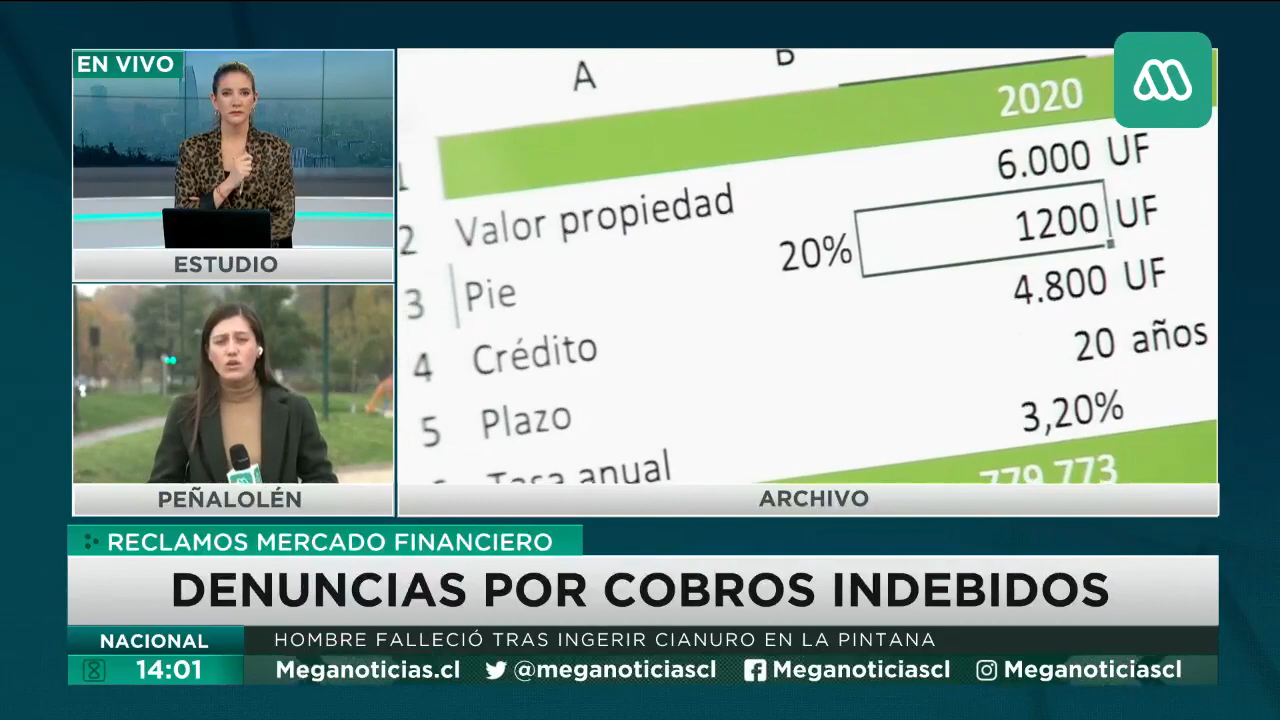 EN VIVO
ESTUDIO
PEÑALOLÉN
A B
2020
1
2 Valor propiedad 6.000 UF
3 Pie 20% 1200 UF
4 Crédito 4.800 UF
5 Plazo 20 años
Tasa anual 3,20%
779.773
ARCHIVO
RECLAMOS MERCADO FINANCIERO
DENUNCIAS POR COBROS INDEBIDOS
NACIONAL HOMBRE FALLECIÓ TRAS INGERIR CIANURO EN LA PINTANA
14:01 Meganoticias.cl @meganoticiascl Meganoticiascl Meganoticiascl